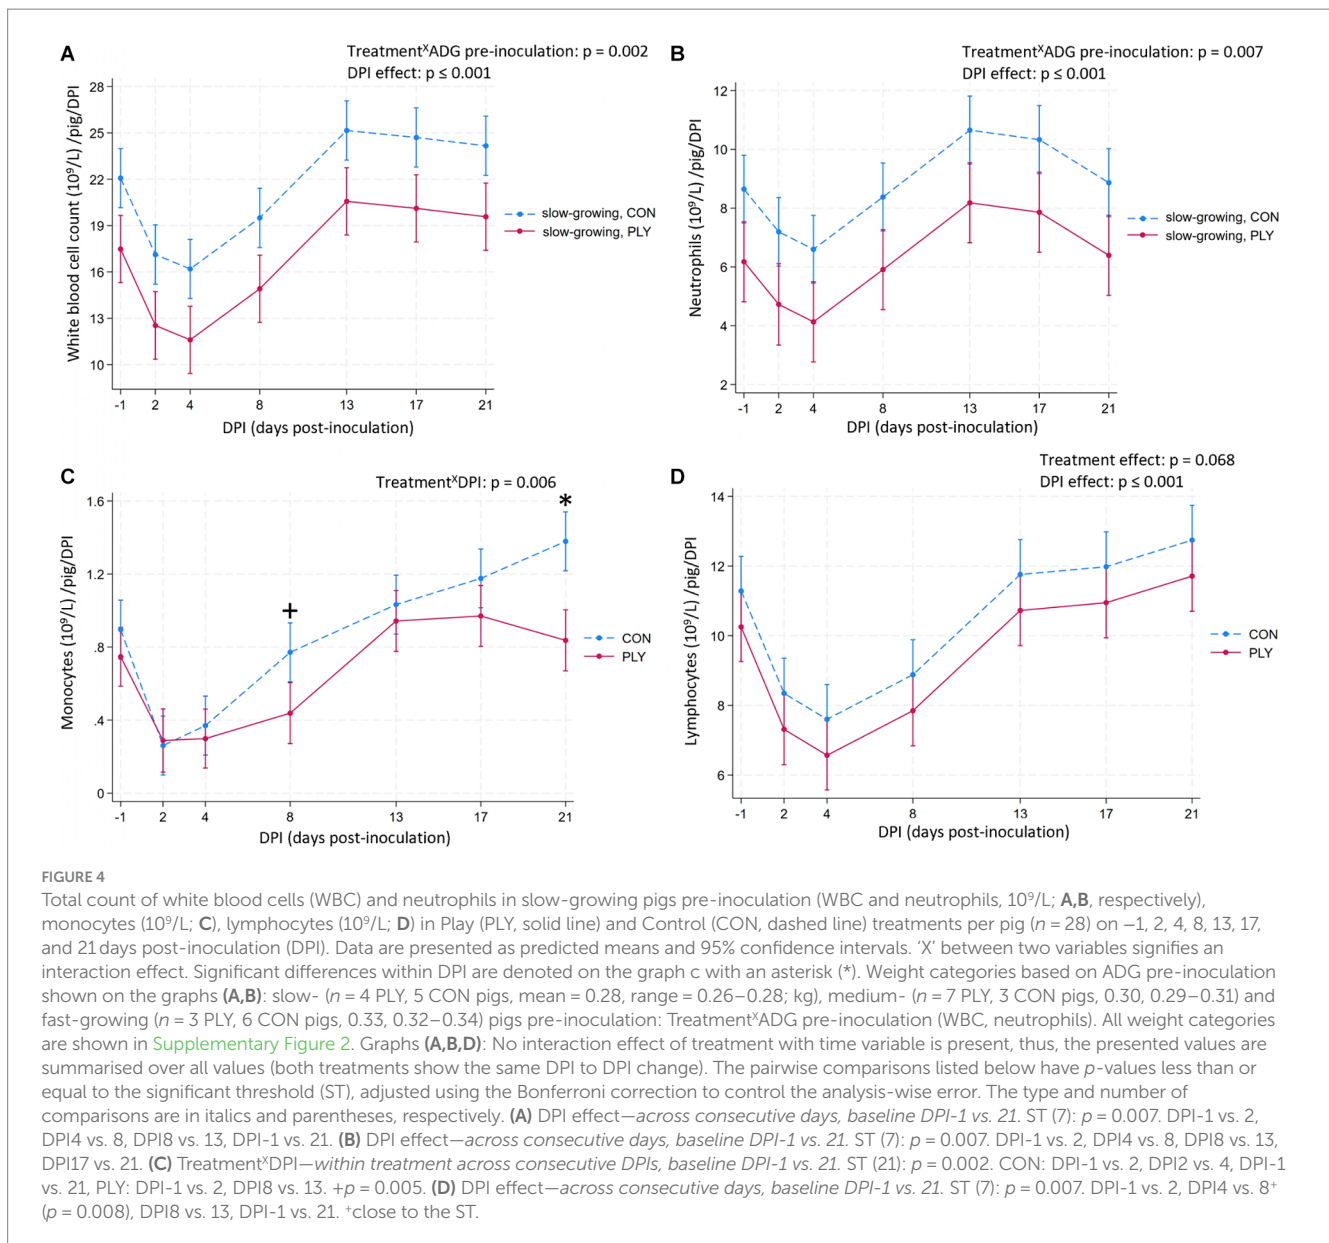 A
Treatment^XADG pre-inoculation: p = 0.002
DPI effect: p ≤ 0.001
White blood cell count (10⁹/L) /pig/DPI
28
25
22
19
16
13
10
-1 2 4 8 13 17 21
DPI (days post-inoculation)
slow-growing, CON
slow-growing, PLY
B
Treatment^XADG pre-inoculation: p = 0.007
DPI effect: p ≤ 0.001
Neutrophils (10⁹/L) /pig/DPI
12
10
8
6
4
2
-1 2 4 8 13 17 21
DPI (days post-inoculation)
slow-growing, CON
slow-growing, PLY
C
Treatment^XDPI: p = 0.006
Monocytes (10⁹/L) /pig/DPI
1.6
1.2
.8
.4
0
+
*
-1 2 4 8 13 17 21
DPI (days post-inoculation)
CON
PLY
D
Treatment effect: p = 0.068
DPI effect: p ≤ 0.001
Lymphocytes (10⁹/L) /pig/DPI
14
12
10
8
6
-1 2 4 8 13 17 21
DPI (days post-inoculation)
CON
PLY
FIGURE 4
Total count of white blood cells (WBC) and neutrophils in slow-growing pigs pre-inoculation (WBC and neutrophils, 10⁹/L; A,B, respectively),
monocytes (10⁹/L; C), lymphocytes (10⁹/L; D) in Play (PLY, solid line) and Control (CON, dashed line) treatments per pig (n = 28) on −1, 2, 4, 8, 13, 17,
and 21 days post-inoculation (DPI). Data are presented as predicted means and 95% confidence intervals. ‘X’ between two variables signifies an
interaction effect. Significant differences within DPI are denoted on the graph c with an asterisk (*). Weight categories based on ADG pre-inoculation
shown on the graphs (A,B): slow- (n = 4 PLY, 5 CON pigs, mean = 0.28, range = 0.26–0.28; kg), medium- (n = 7 PLY, 3 CON pigs, 0.30, 0.29–0.31) and
fast-growing (n = 3 PLY, 6 CON pigs, 0.33, 0.32–0.34) pigs pre-inoculation: Treatment^XADG pre-inoculation (WBC, neutrophils). All weight categories
are shown in Supplementary Figure 2. Graphs (A,B,D): No interaction effect of treatment with time variable is present, thus, the presented values are
summarised over all values (both treatments show the same DPI to DPI change). The pairwise comparisons listed below have p-values less than or
equal to the significant threshold (ST), adjusted using the Bonferroni correction to control the analysis-wise error. The type and number of
comparisons are in italics and parentheses, respectively. (A) DPI effect—across consecutive days, baseline DPI-1 vs. 21. ST (7): p = 0.007. DPI-1 vs. 2,
DPI4 vs. 8, DPI8 vs. 13, DPI-1 vs. 21. (B) DPI effect—across consecutive days, baseline DPI-1 vs. 21. ST (7): p = 0.007. DPI-1 vs. 2, DPI4 vs. 8, DPI8 vs. 13,
DPI17 vs. 21. (C) Treatment^XDPI—within treatment across consecutive DPIs, baseline DPI-1 vs. 21. ST (21): p = 0.002. CON: DPI-1 vs. 2, DPI2 vs. 4, DPI-1
vs. 21, PLY: DPI-1 vs. 2, DPI8 vs. 13. +p = 0.005. (D) DPI effect—across consecutive days, baseline DPI-1 vs. 21. ST (7): p = 0.007. DPI-1 vs. 2, DPI4 vs. 8⁺
(p = 0.008), DPI8 vs. 13, DPI-1 vs. 21. ⁺close to the ST.